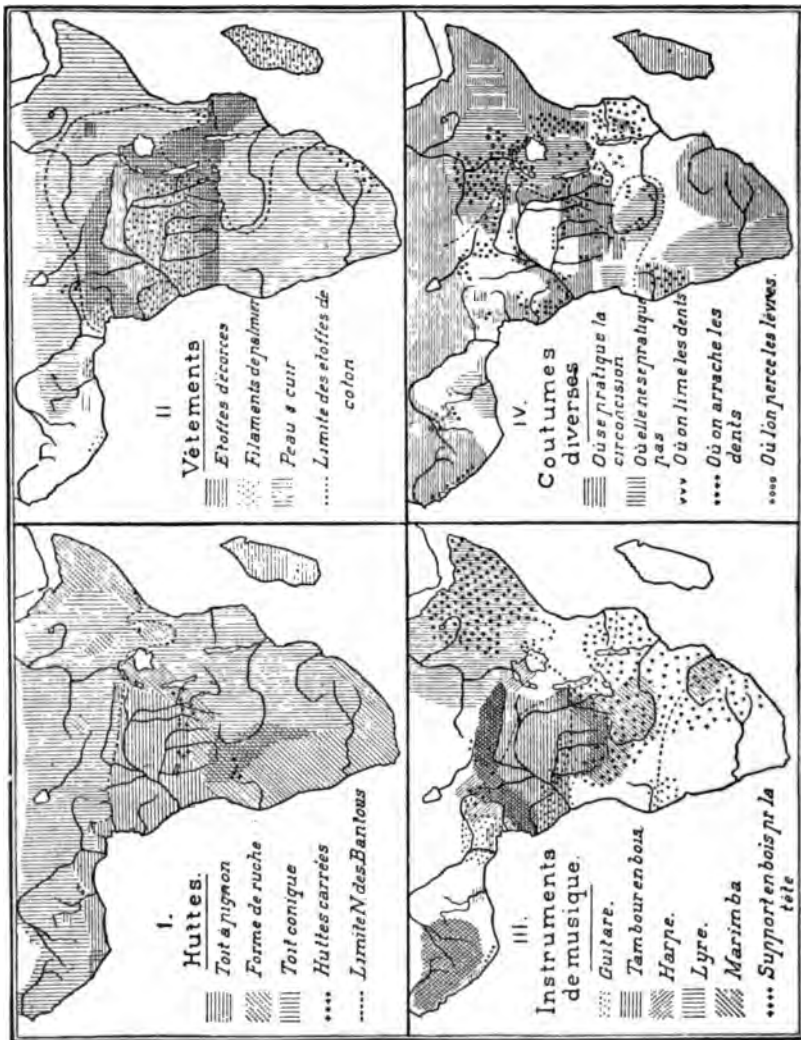 I.
Huttes.
Toit à pignon
Forme de ruche
Toit conique
Huttes carrées
Limite N des Bantous
II
Vêtements
Etoffes d'écorces
Filaments de palmier
Peau & cuir
Limite des etoffes de
coton
III.
Instruments
de musique.
Guitare.
Tambour en bois.
Harpe.
Lyre.
Marimba
Support en bois pr la
tête
IV.
Coutumes
diverses
Où se pratique la
circoncision
Où elle ne se pratique
pas
Où on lime les dents
Où on arrache les
dents
Où l'on perce les lèvres